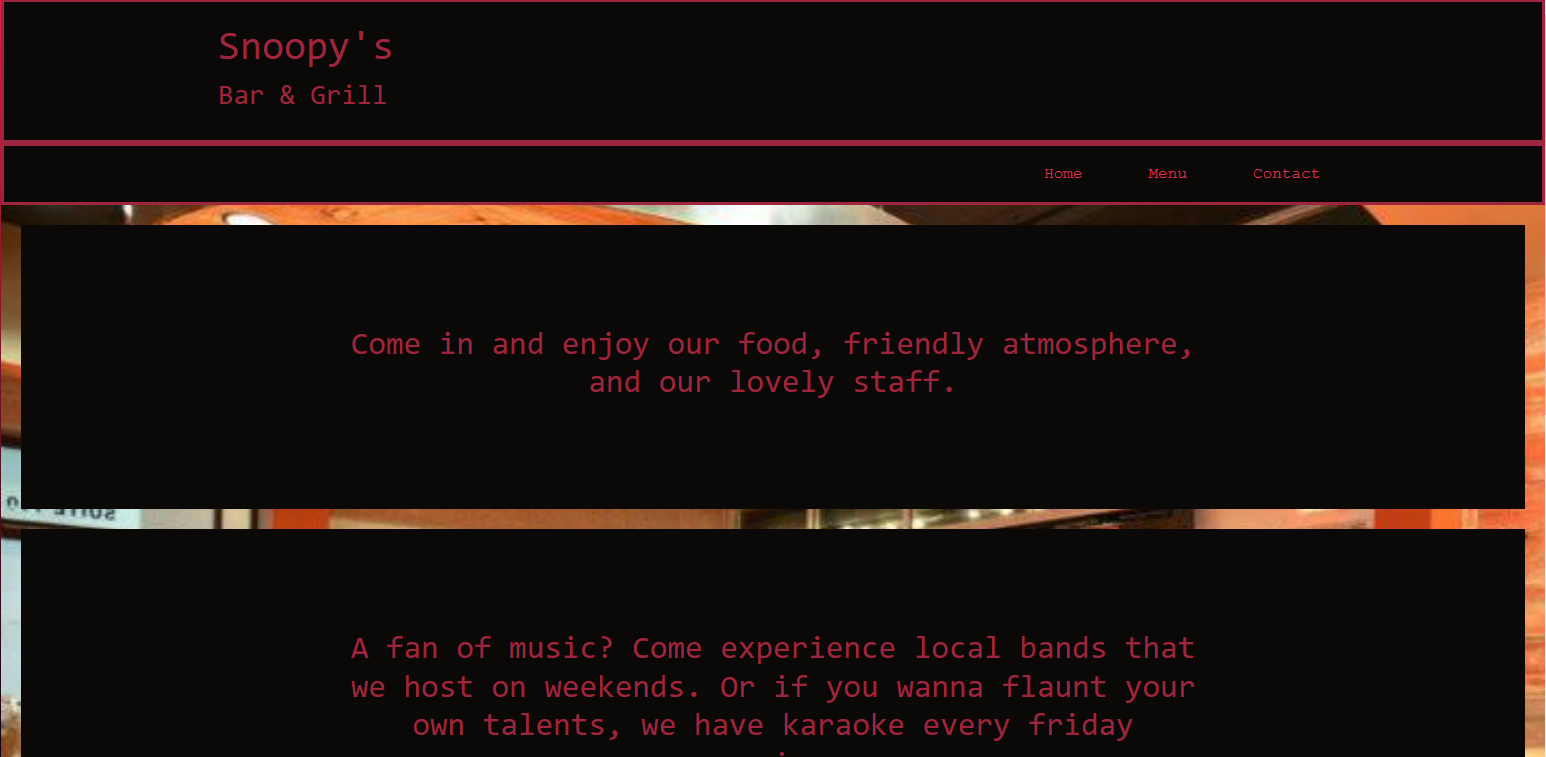 Snoopy's
Bar & Grill
Home Menu Contact
Come in and enjoy our food, friendly atmosphere,
and our lovely staff.
A fan of music? Come experience local bands that
we host on weekends. Or if you wanna flaunt your
own talents, we have karaoke every friday